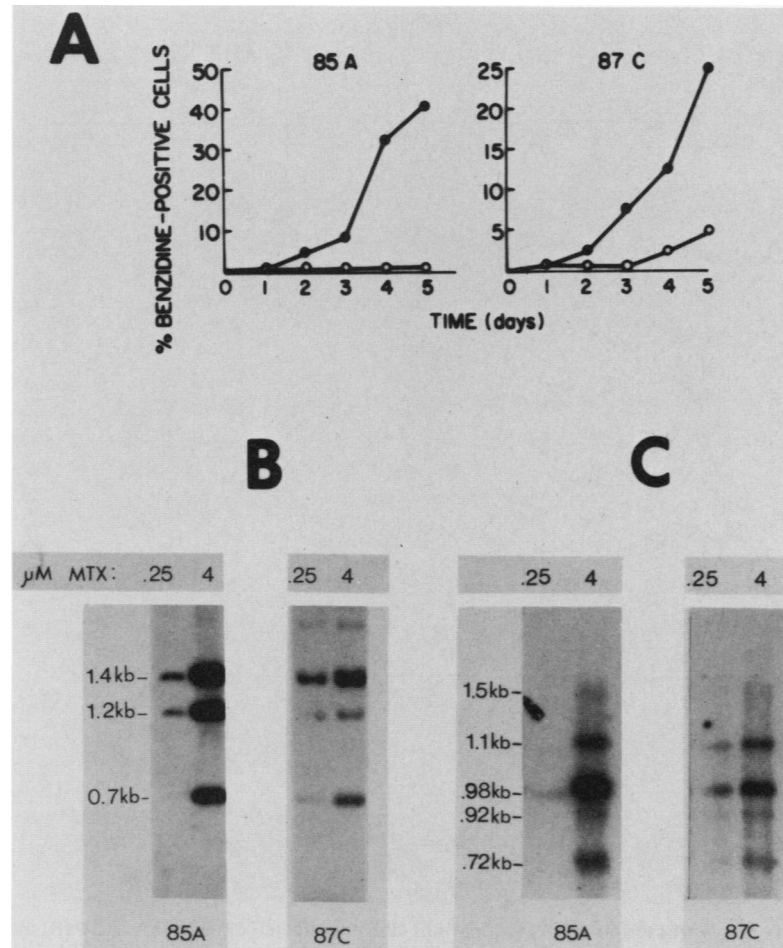 A
85 A
87 C
% BENZIDINE-POSITIVE CELLS
50
40
30
20
10
25
20
15
10
5
0 1 2 3 4 5
0 1 2 3 4 5
TIME (days)
B
C
µM MTX: .25 4
.25 4
.25 4
.25 4
1.4kb-
1.2kb-
0.7kb-
1.5kb-
1.1kb-
.98kb-
.92kb-
.72kb-
85A
87C
85A
87C